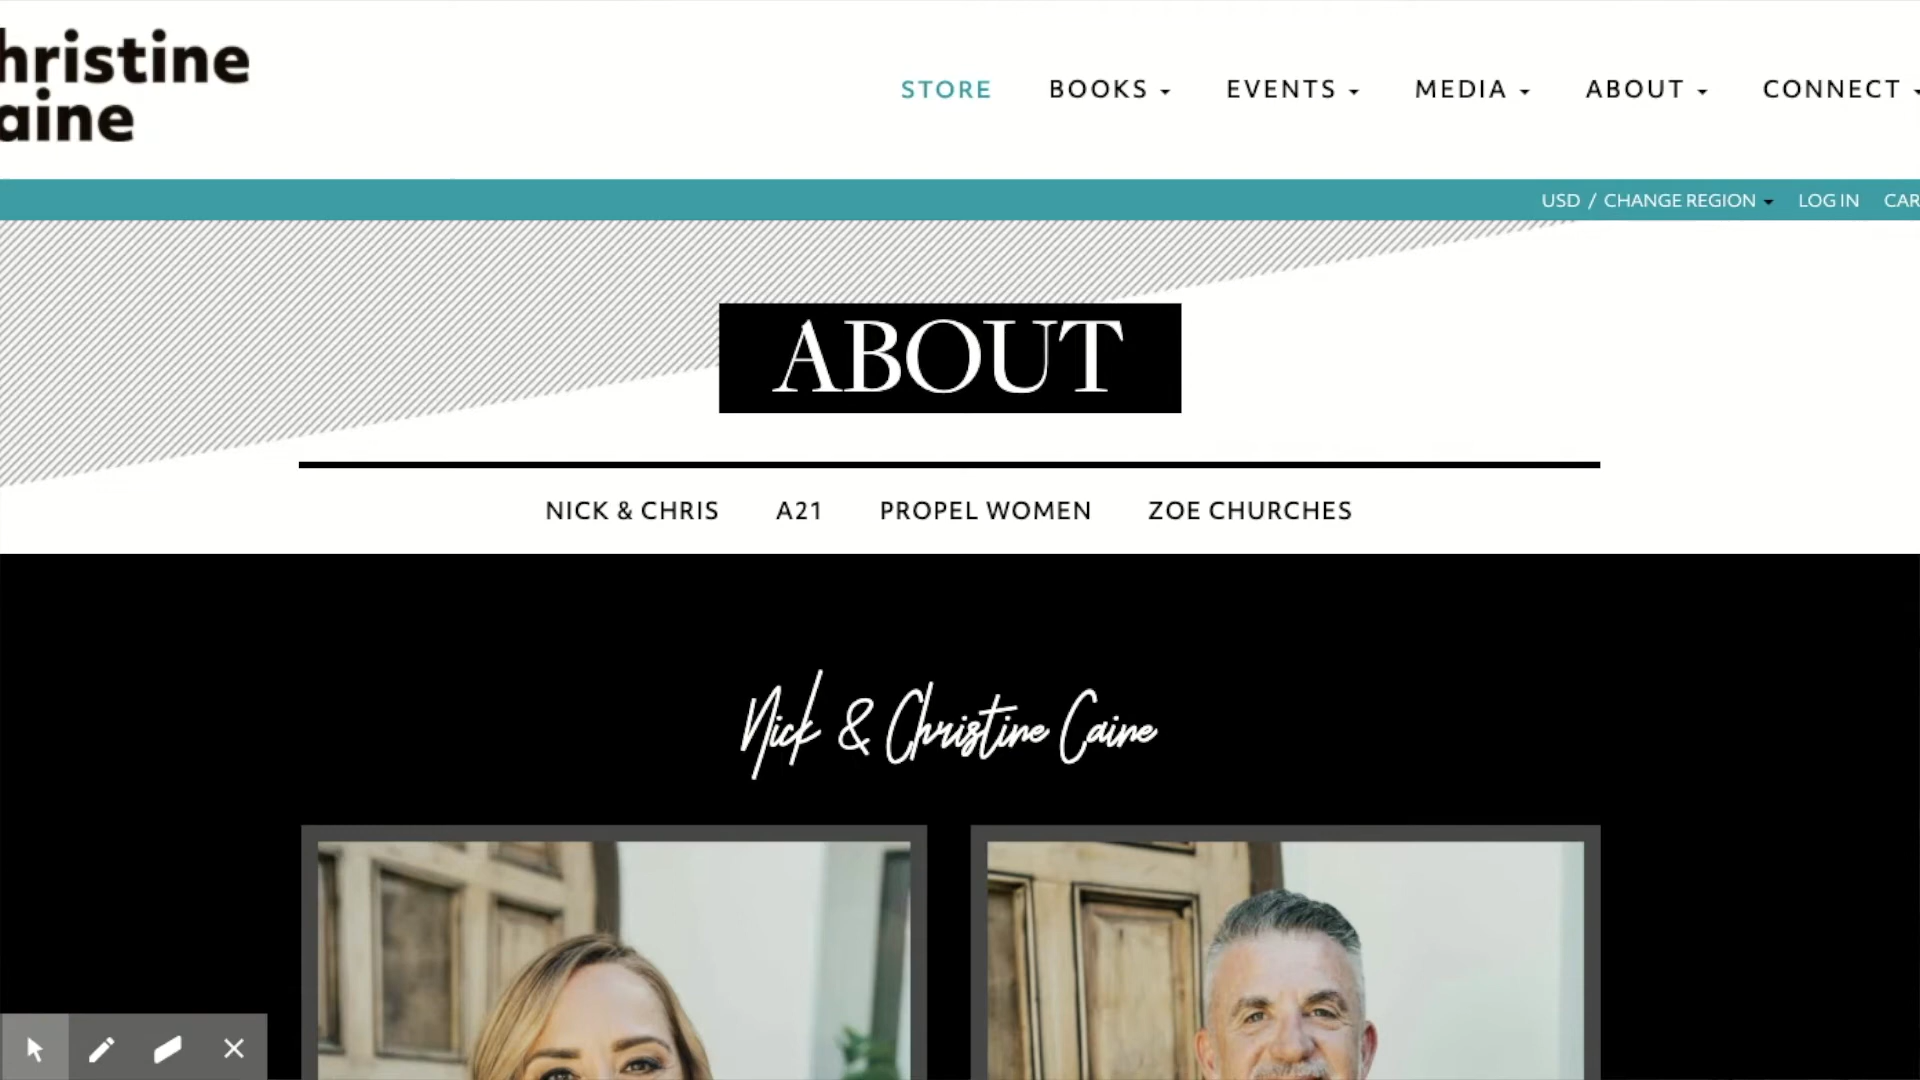 hristine
aine
STORE BOOKS EVENTS MEDIA ABOUT CONNECT
USD / CHANGE REGION LOG IN CAR
ABOUT
NICK & CHRIS A21 PROPEL WOMEN ZOE CHURCHES
Nick & Christine Caine